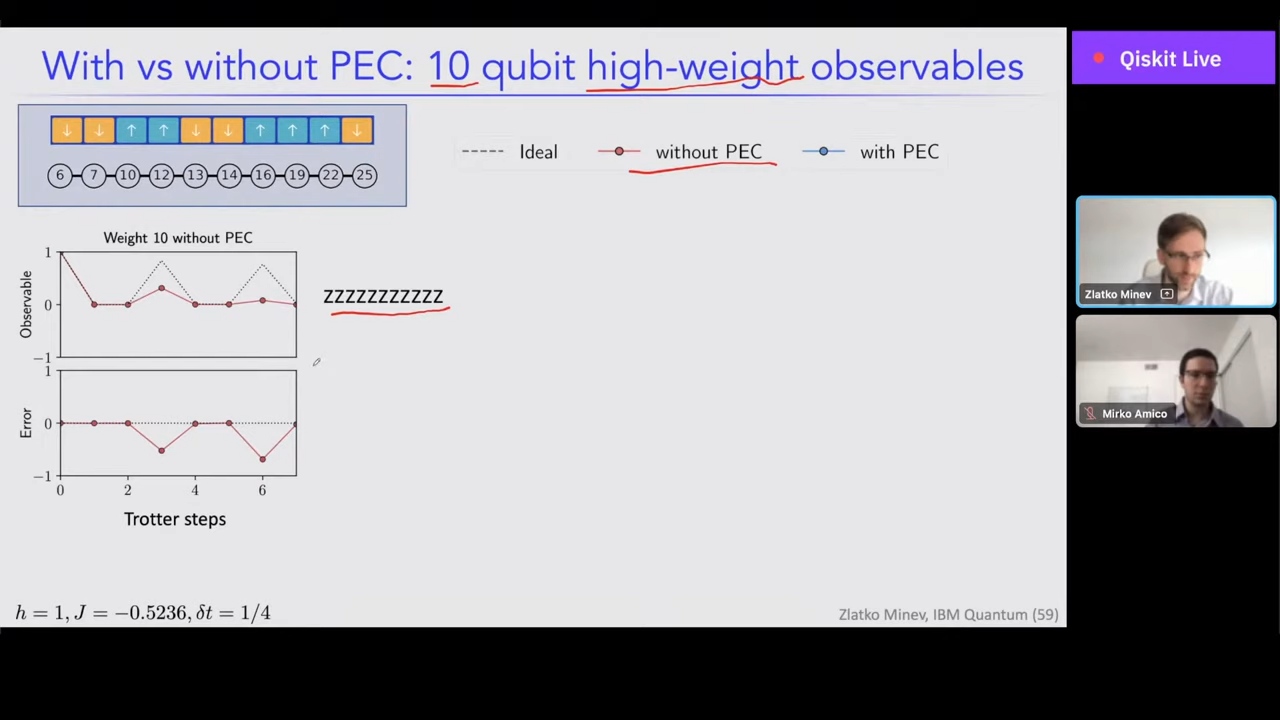 With vs without PEC: 10 qubit high-weight observables
Qiskit Live
↓ ↓ ↑ ↑ ↓ ↓ ↑ ↑ ↑ ↓
6 7 10 12 13 14 16 19 22 25
Ideal without PEC with PEC
Weight 10 without PEC
1
0
−1
Observable
ZZZZZZZZZZZ
1
0
−1
Error
0 2 4 6
Trotter steps
Zlatko Minev
Mirko Amico
h = 1, J = −0.5236, δt = 1/4
Zlatko Minev, IBM Quantum (59)